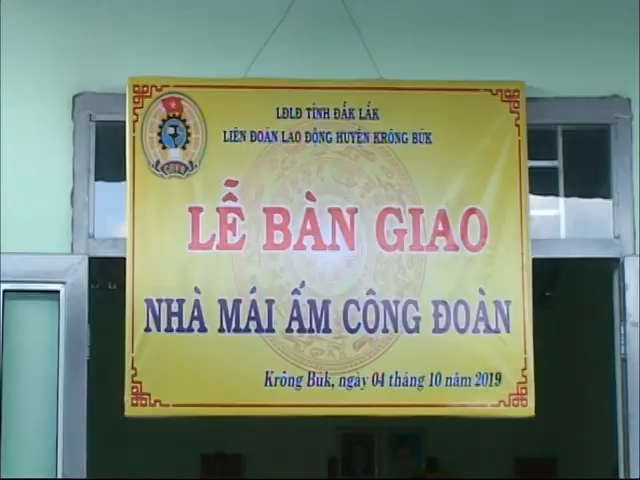 LĐLĐ TỈNH ĐẮK LẮK
LIÊN ĐOÀN LAO ĐỘNG HUYỆN KRÔNG BÚK
LỄ BÀN GIAO
NHÀ MÁI ẤM CÔNG ĐOÀN
Krông Búk, ngày 04 tháng 10 năm 2019